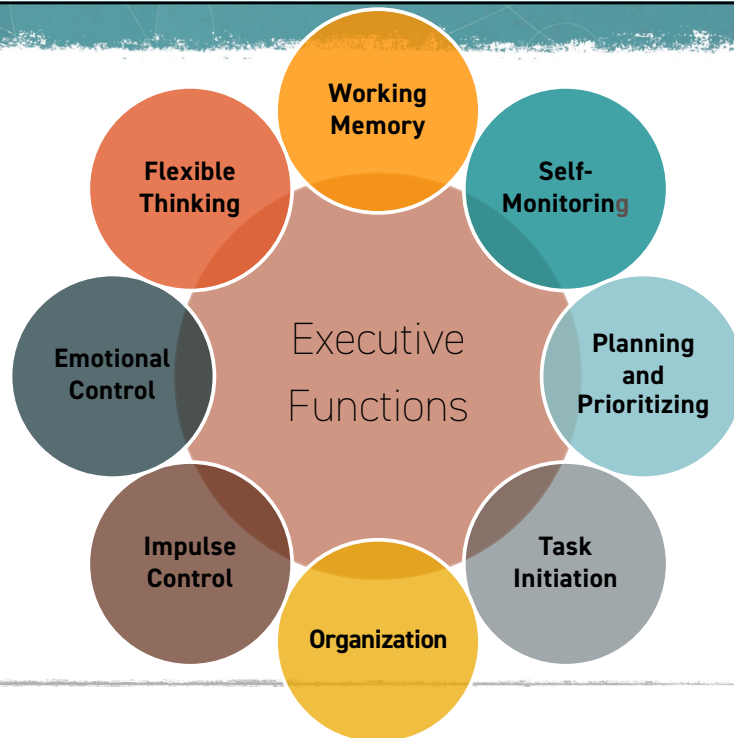 Working
Memory
Flexible
Thinking
Self-
Monitoring
Executive
Functions
Emotional
Control
Planning
and
Prioritizing
Impulse
Control
Task
Initiation
Organization